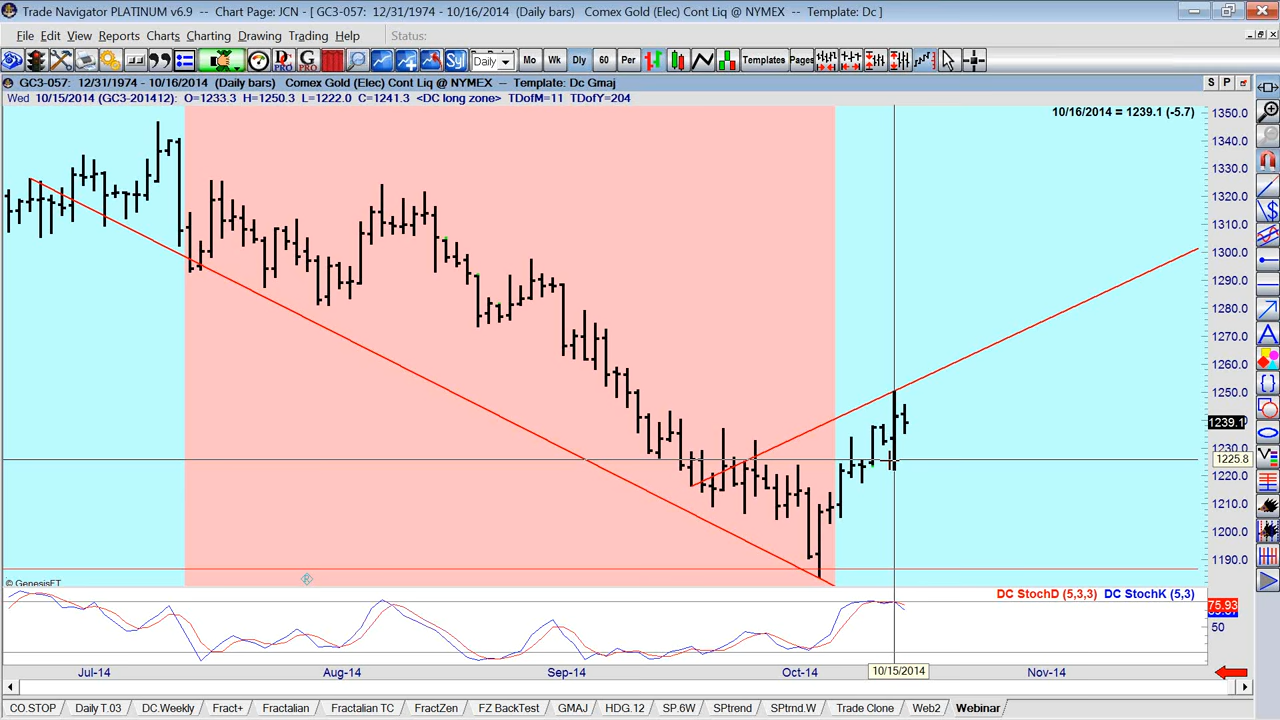 Trade Navigator PLATINUM v6.9 - Chart Page: JCN - [ GC3-057: 12/31/1974 - 10/16/2014 (Daily bars) Comex Gold (Elec) Cont Liq @ NYMEX -- Template: Dc ]
File Edit View Reports Charts Charting Drawing Trading Help Status:
Daily Mo Wk Dly 60 Per Templates Pages
GC3-057: 12/31/1974 - 10/16/2014 (Daily bars) Comex Gold (Elec) Cont Liq @ NYMEX -- Template: Dc Gmaj S P
Wed 10/15/2014 (GC3-201412): O=1233.3 H=1250.3 L=1222.0 C=1241.3 <DC long zone> TDofM=11 TDofY=204
10/16/2014 = 1239.1 (-5.7)
1350.0
1340.0
1330.0
1320.0
1310.0
1300.0
1290.0
1280.0
1270.0
1260.0
1250.0
1239.1
1230.0
1225.8
1220.0
1210.0
1200.0
1190.0
© GenesisFT
DC StochD (5,3,3) DC StochK (5,3)
75.93
50
Jul-14 Aug-14 Sep-14 Oct-14 10/15/2014 Nov-14
CO.STOP Daily T.03 DC.Weekly Fract+ Fractalian Fractalian TC FractZen FZ BackTest GMAJ HDG.12 SP.6W SPtrend SPtrnd.W Trade Clone Web2 Webinar